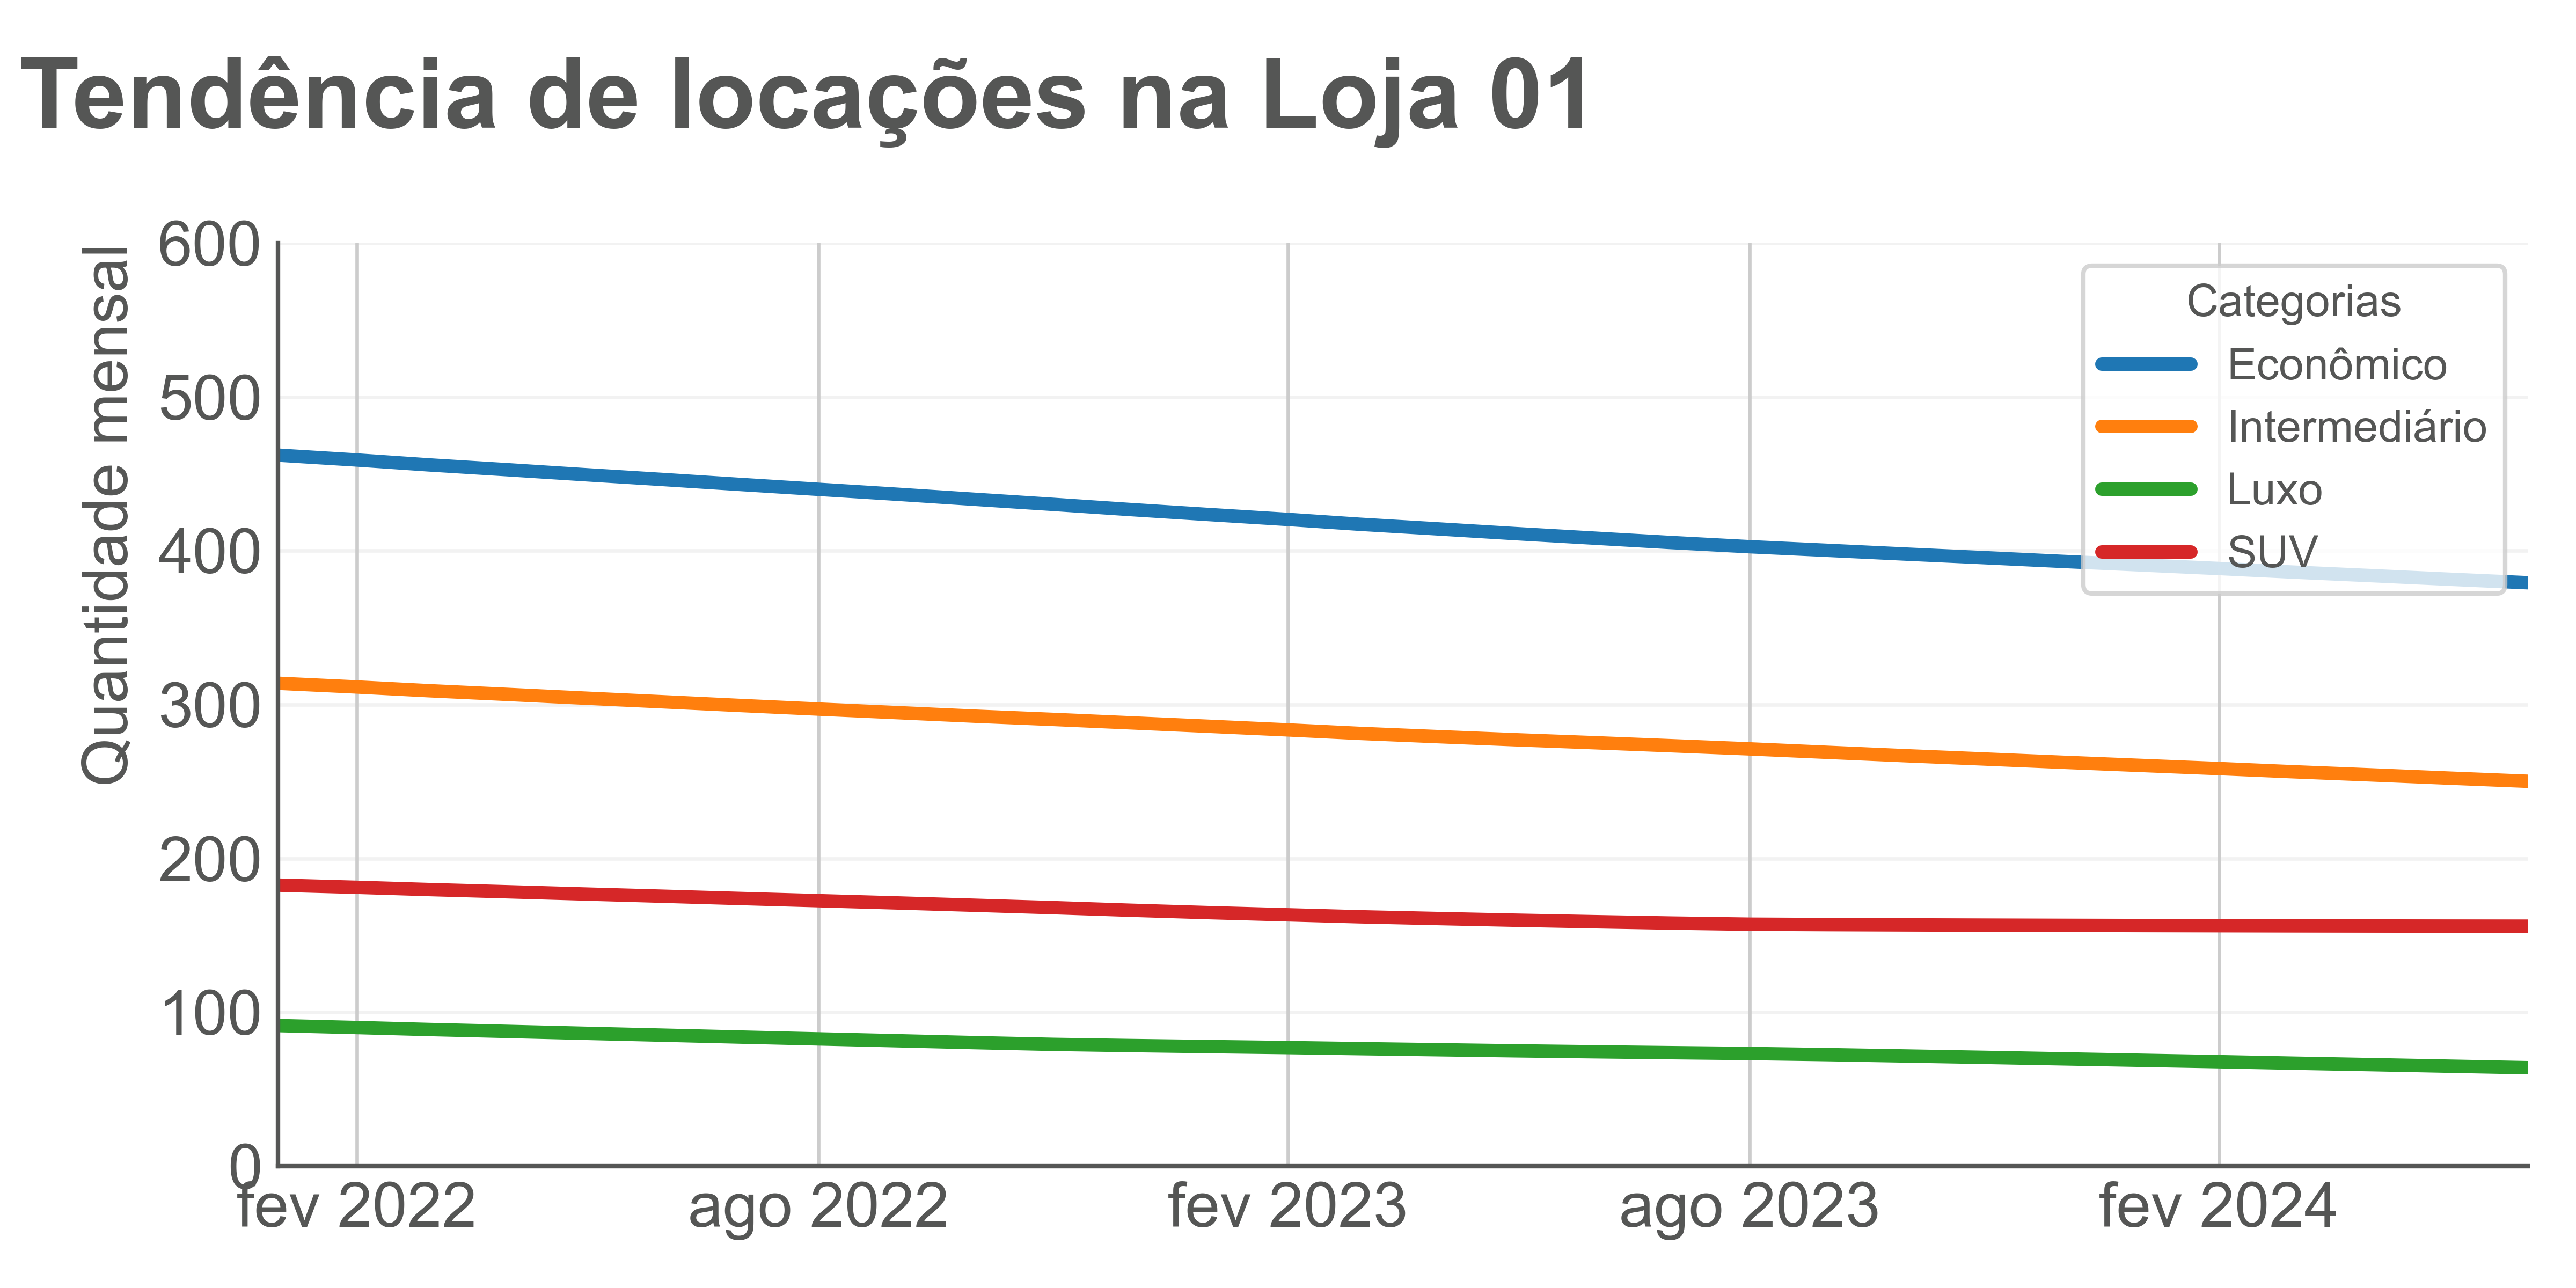 Tendência de locações na Loja 01
Quantidade mensal
600
500
400
300
200
100
0
Categorias
Econômico
Intermediário
Luxo
SUV
fev 2022
ago 2022
fev 2023
ago 2023
fev 2024